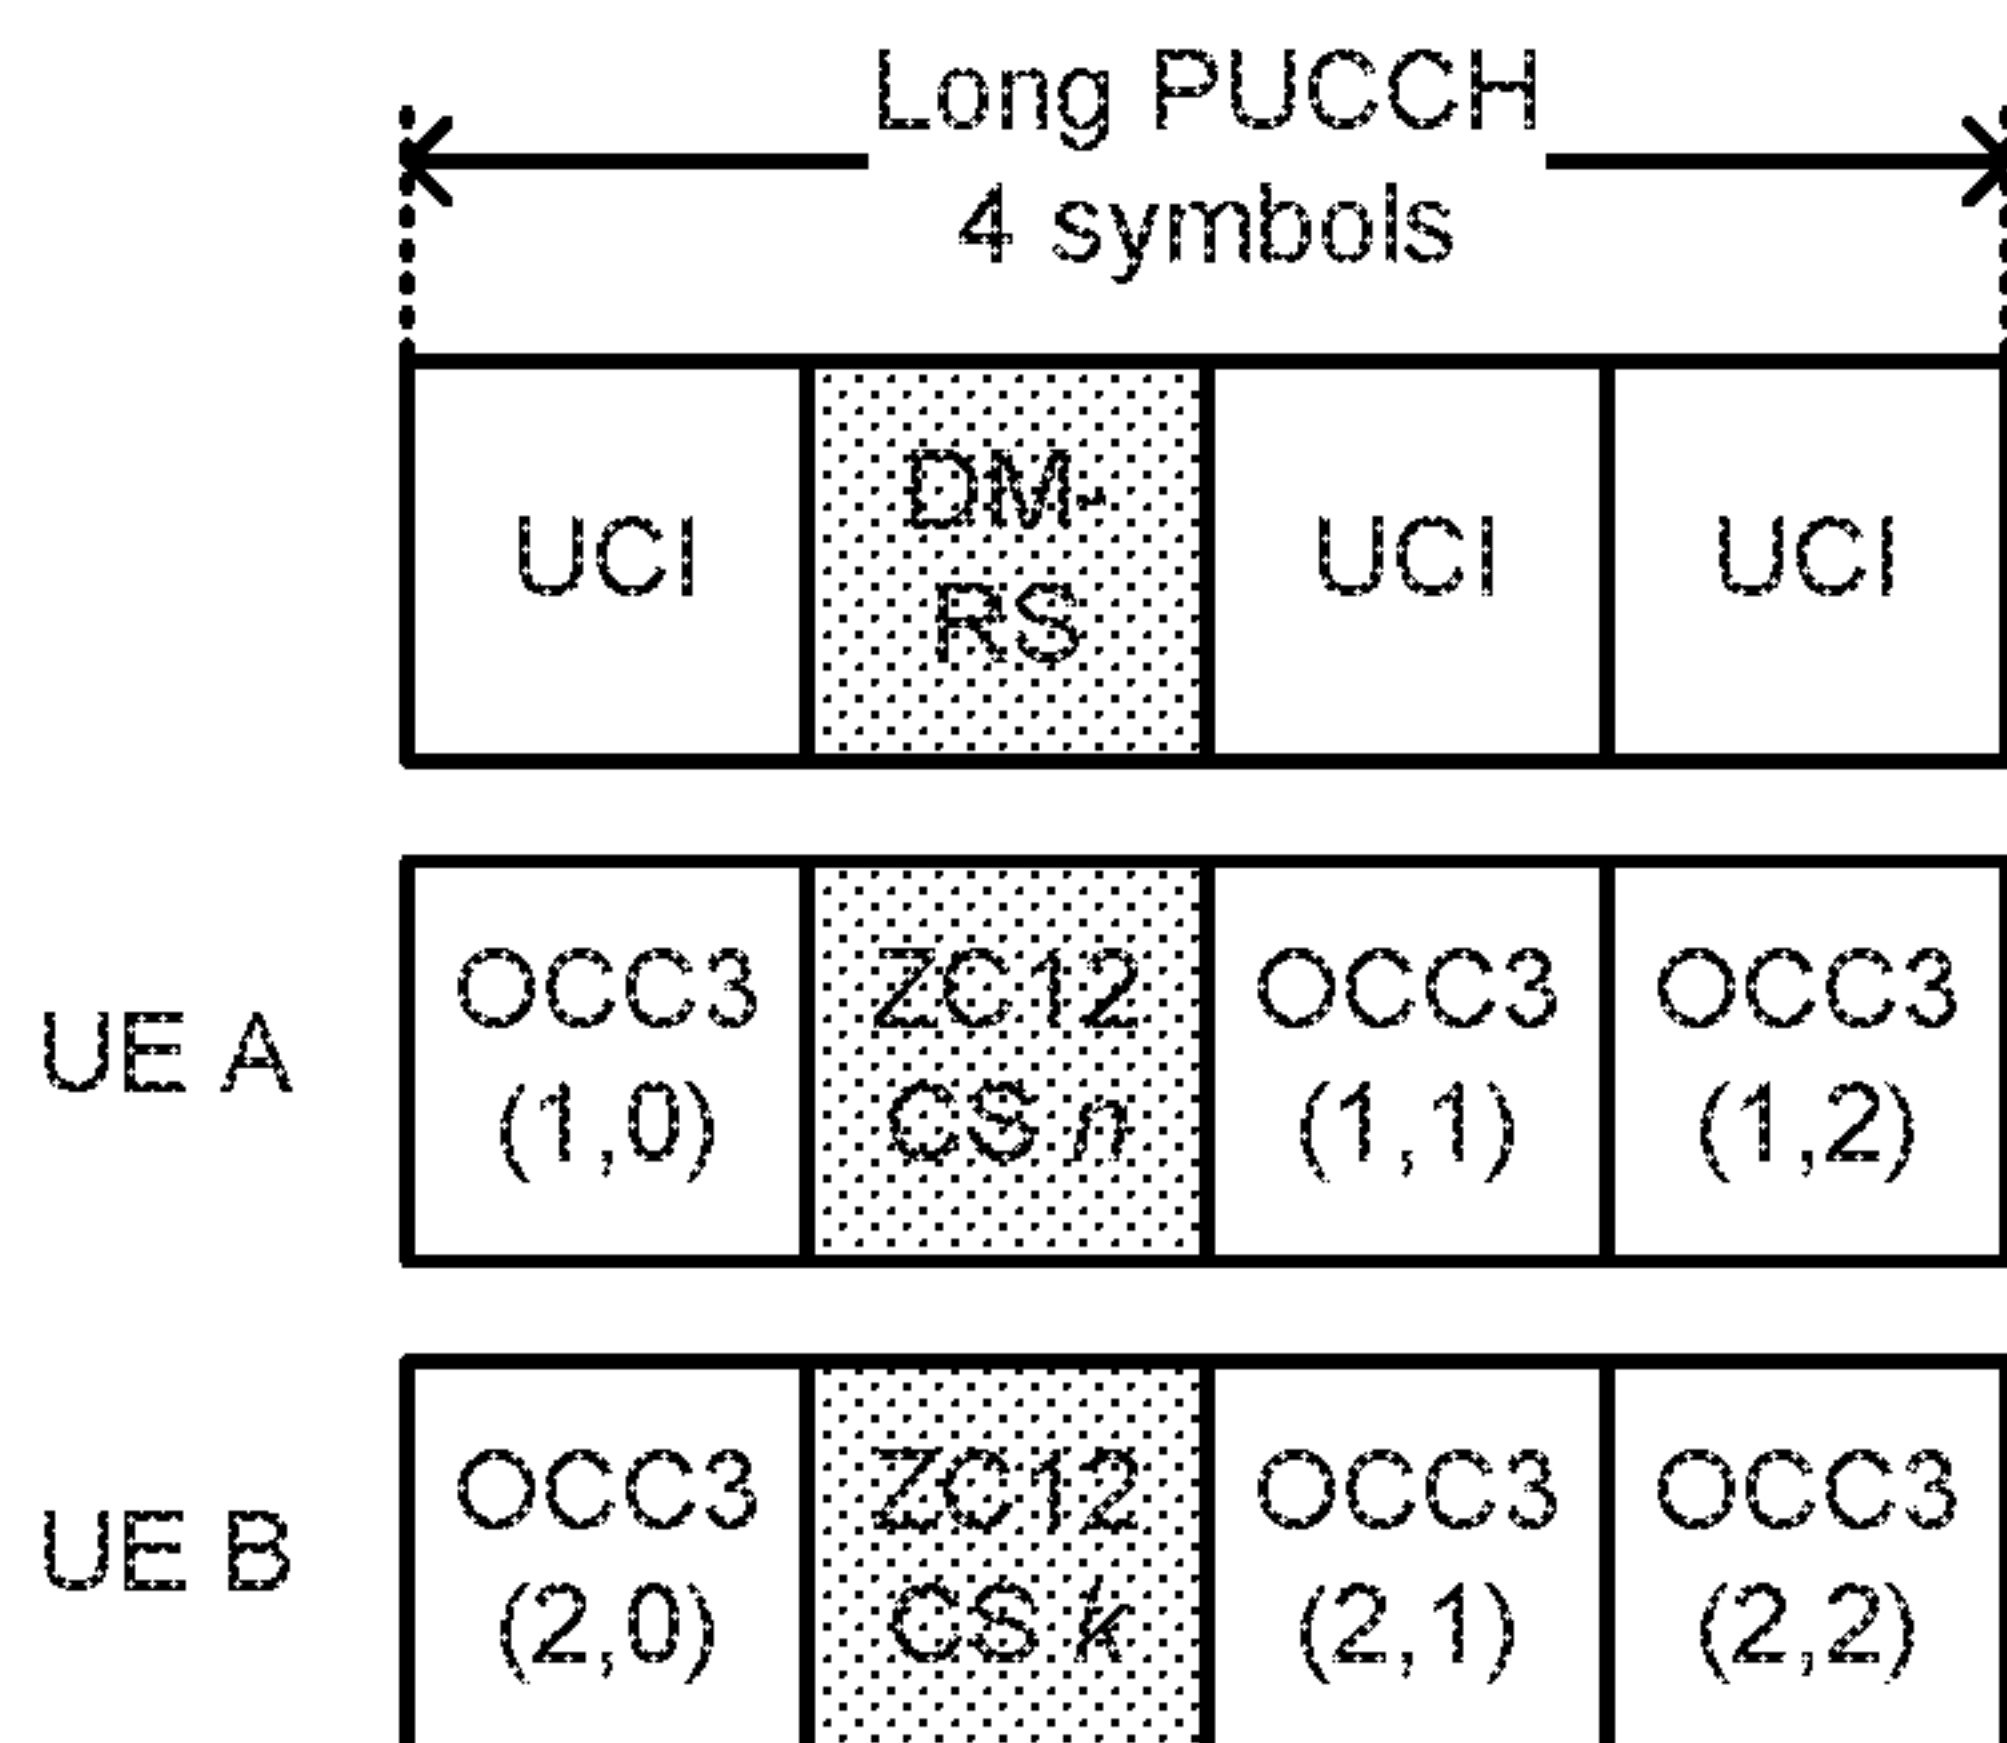 Long PUCCH
4 symbols
UCI
DM-
RS
UCI
UCI
UE A
OCC3
(1,0)
ZC12
CS n
OCC3
(1,1)
OCC3
(1,2)
UE B
OCC3
(2,0)
ZC12
CS k
OCC3
(2,1)
OCC3
(2,2)